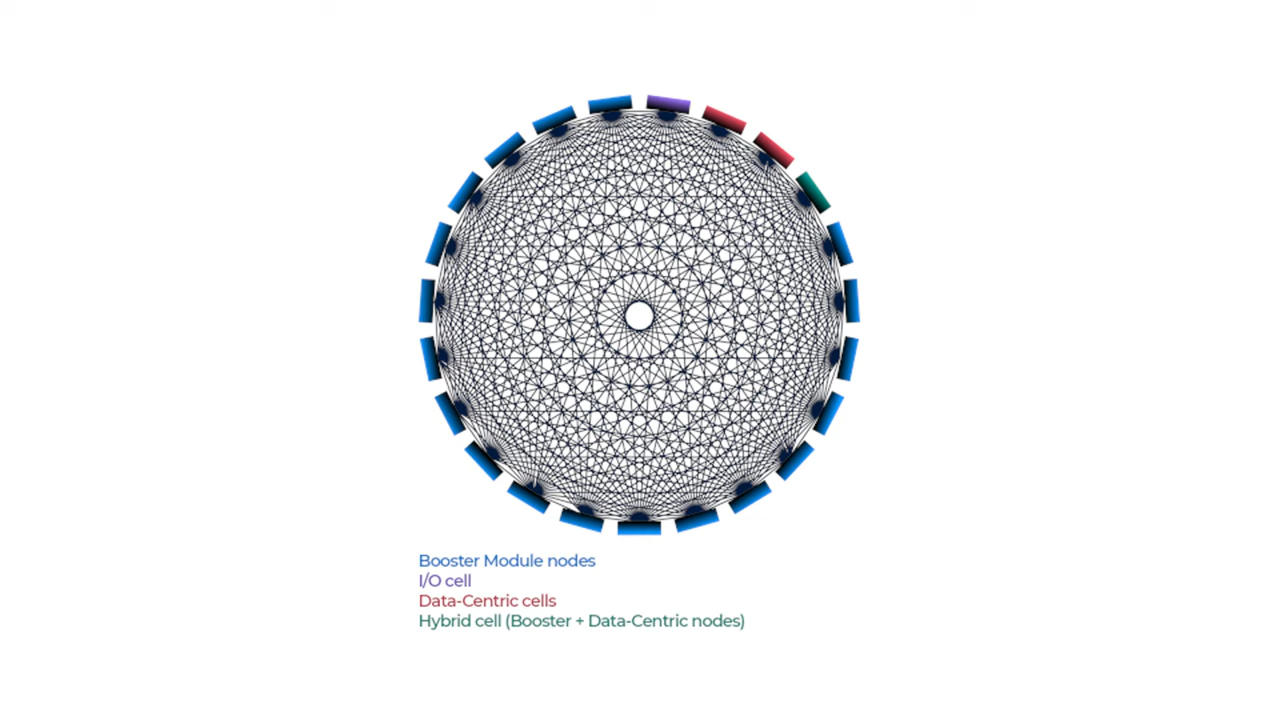 Booster Module nodes
I/O cell
Data-Centric cells
Hybrid cell (Booster + Data-Centric nodes)